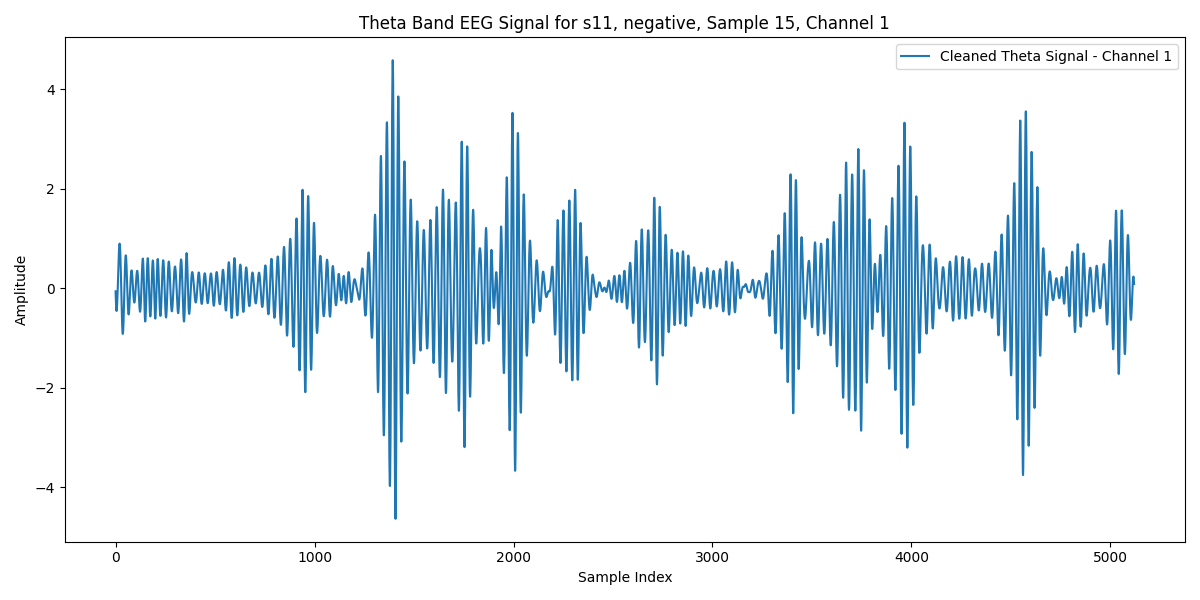 Theta Band EEG Signal for s11, negative, Sample 15, Channel 1
Cleaned Theta Signal - Channel 1
Amplitude
4
2
0
−2
−4
0 1000 2000 3000 4000 5000
Sample Index